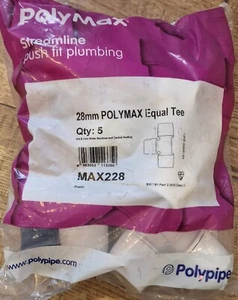 PolyMax
Streamline
push fit plumbing
28mm POLYMAX Equal Tee
Qty: 5
MAX228
www.polypipe.com
Polypipe